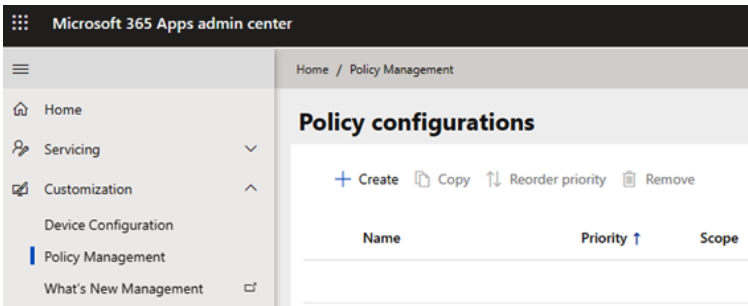 Microsoft 365 Apps admin center
Home / Policy Management
Home
Servicing
Customization
Device Configuration
Policy Management
What's New Management
Policy configurations
Create Copy Reorder priority Remove
Name Priority ↑ Scope